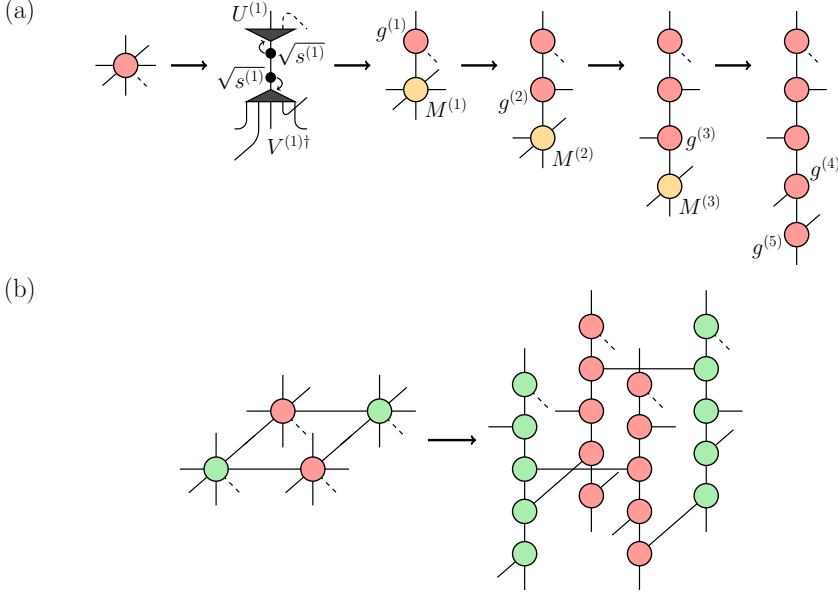 (a)
U^{(1)}
√s^{(1)}
√s^{(1)}
V^{(1)†}
g^{(1)}
M^{(1)}
g^{(2)}
M^{(2)}
g^{(3)}
M^{(3)}
g^{(4)}
g^{(5)}
(b)